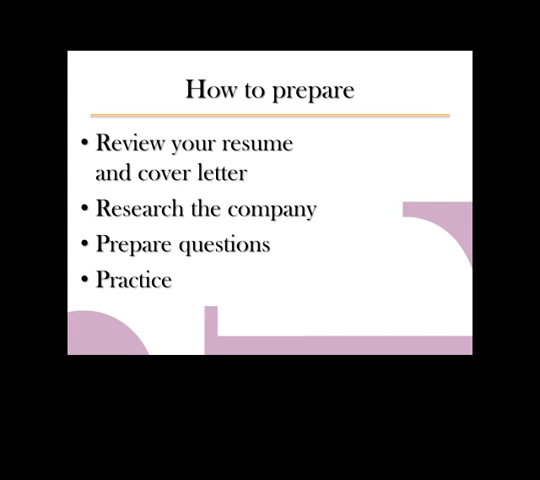 How to prepare
• Review your resume
and cover letter
• Research the company
• Prepare questions
• Practice